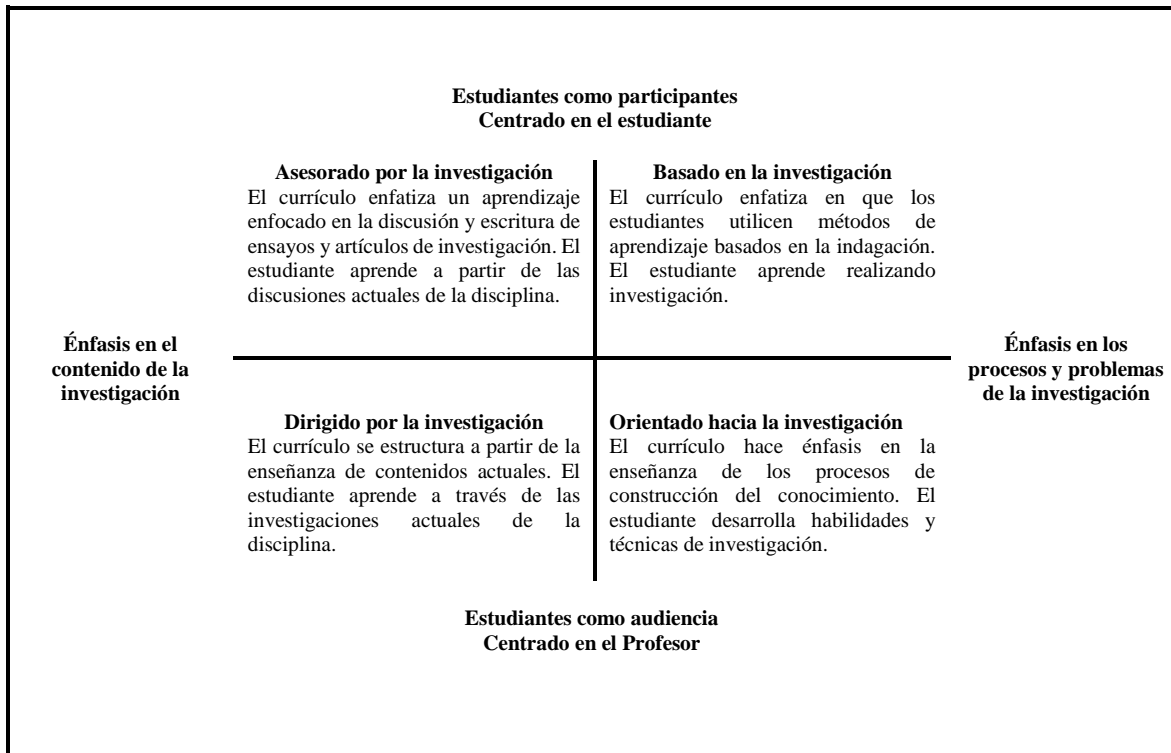 Estudiantes como participantes
Centrado en el estudiante
Asesorado por la investigación
El currículo enfatiza un aprendizaje
enfocado en la discusión y escritura de
ensayos y artículos de investigación. El
estudiante aprende a partir de las
discusiones actuales de la disciplina.
Basado en la investigación
El currículo enfatiza en que los
estudiantes utilicen métodos de
aprendizaje basados en la indagación.
El estudiante aprende realizando
investigación.
Énfasis en el
contenido de la
investigación
Énfasis en los
procesos y problemas
de la investigación
Dirigido por la investigación
El currículo se estructura a partir de la
enseñanza de contenidos actuales. El
estudiante aprende a través de las
investigaciones actuales de la
disciplina.
Orientado hacia la investigación
El currículo hace énfasis en la
enseñanza de los procesos de
construcción del conocimiento. El
estudiante desarrolla habilidades y
técnicas de investigación.
Estudiantes como audiencia
Centrado en el Profesor